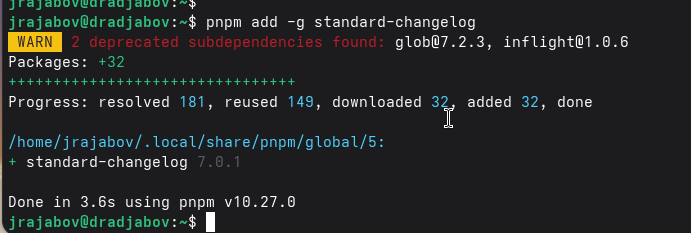 jrajabov@dradjabov:~$
jrajabov@dradjabov:~$ pnpm add -g standard-changelog
WARN 2 deprecated subdependencies found: glob@7.2.3, inflight@1.0.6
Packages: +32
++++++++++++++++++++++++++++++++
Progress: resolved 181, reused 149, downloaded 32, added 32, done
/home/jrajabov/.local/share/pnpm/global/5:
+ standard-changelog 7.0.1
Done in 3.6s using pnpm v10.27.0
jrajabov@dradjabov:~$